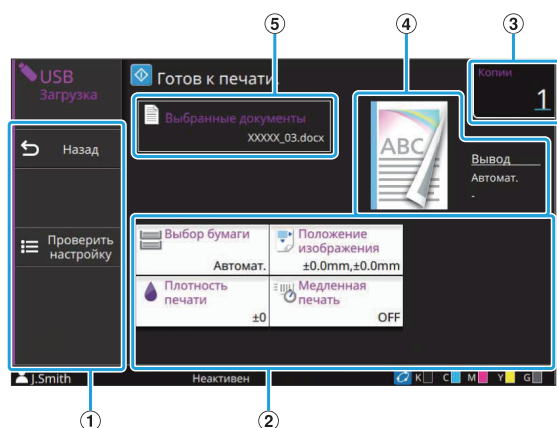 5
4
3
USB
Загрузка
Готов к печати.
Копии
1
Выбранные документы
XXXXX_03.docx
ABC
Вывод
Автомат.
-
Назад
Проверить
настройку
Выбор бумаги
Автомат.
Положение
изображения
±0.0mm,±0.0mm
Плотность
печати
±0
Медленная
печать
OFF
J.Smith
Неактивен
K C M Y G
1
2